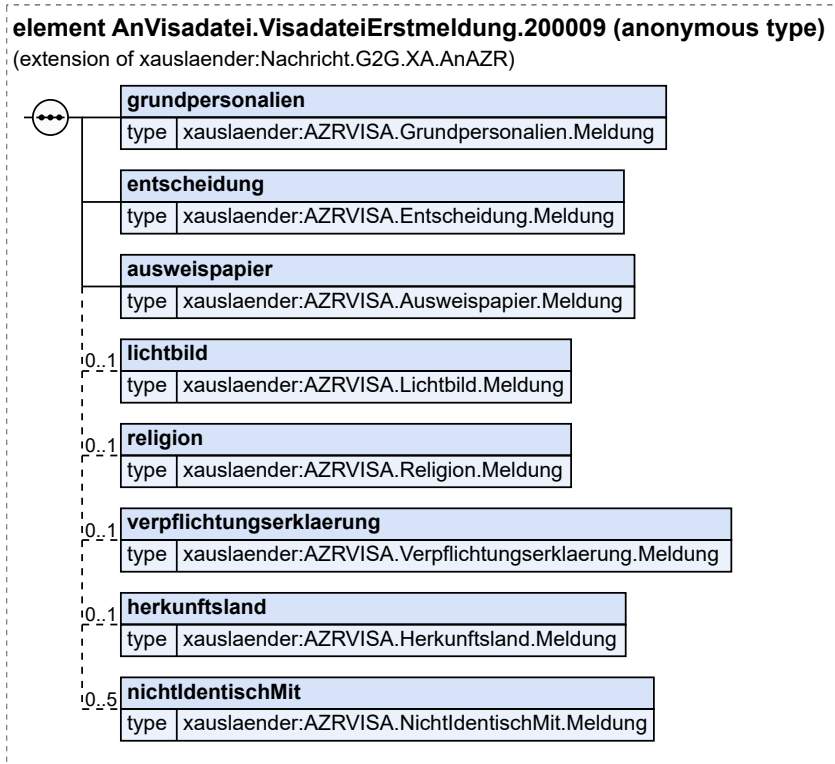 element AnVisadatei.VisadateiErstmeldung.200009 (anonymous type)
(extension of xauslaender:Nachricht.G2G.XA.AnAZR)
grundpersonalien
type xauslaender:AZRVISA.Grundpersonalien.Meldung
entscheidung
type xauslaender:AZRVISA.Entscheidung.Meldung
ausweispapier
type xauslaender:AZRVISA.Ausweispapier.Meldung
0..1 lichtbild
type xauslaender:AZRVISA.Lichtbild.Meldung
0..1 religion
type xauslaender:AZRVISA.Religion.Meldung
0..1 verpflichtungserklaerung
type xauslaender:AZRVISA.Verpflichtungserklaerung.Meldung
0..1 herkunftsland
type xauslaender:AZRVISA.Herkunftsland.Meldung
0..5 nichtIdentischMit
type xauslaender:AZRVISA.NichtIdentischMit.Meldung